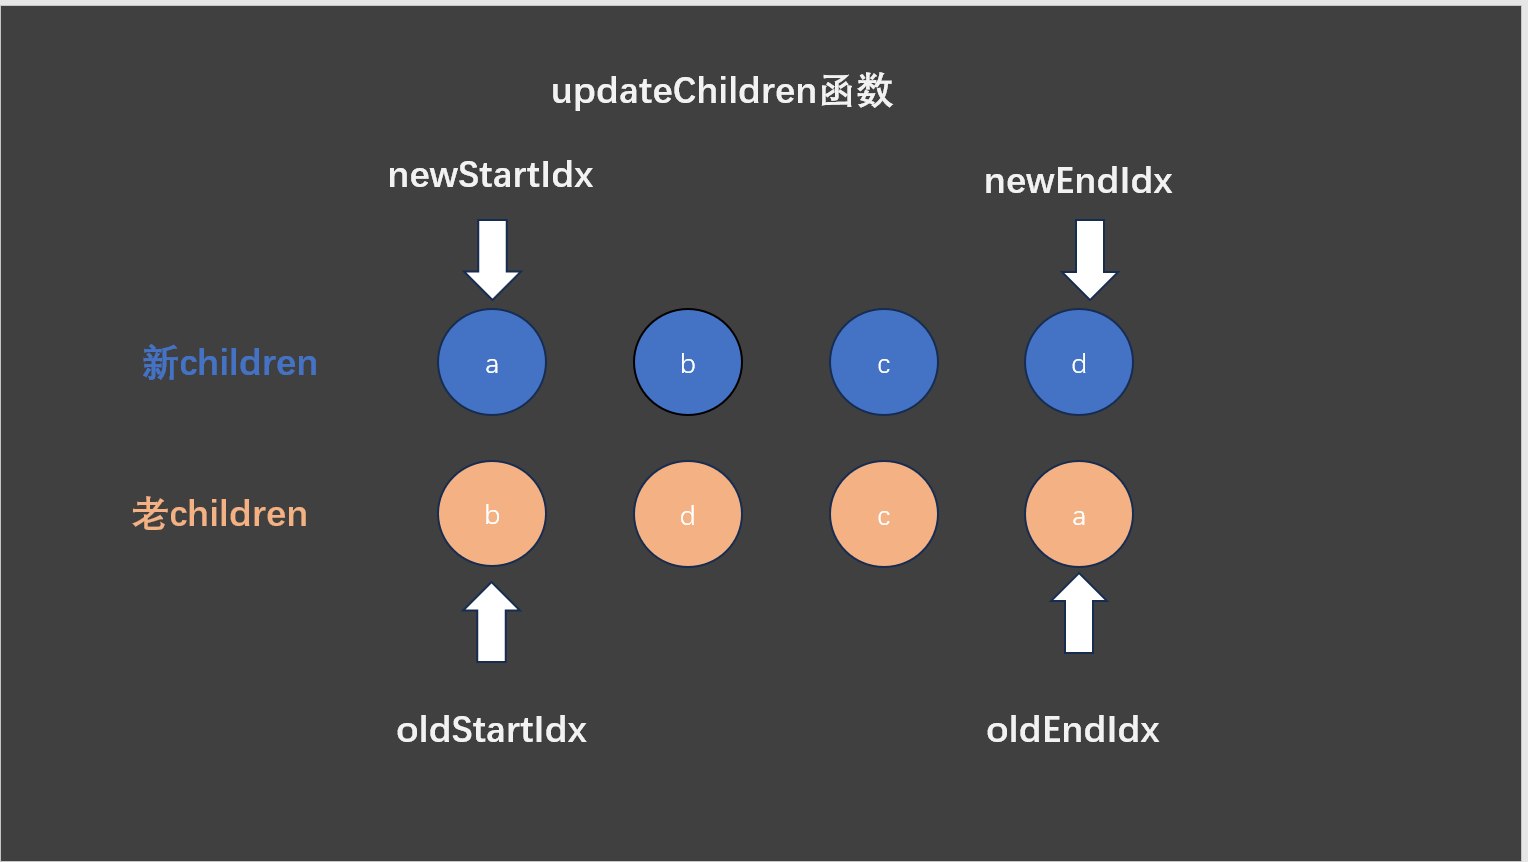 updateChildren函数
newStartIdx
newEndIdx
新children
a
b
c
d
老children
b
d
c
a
oldStartIdx
oldEndIdx